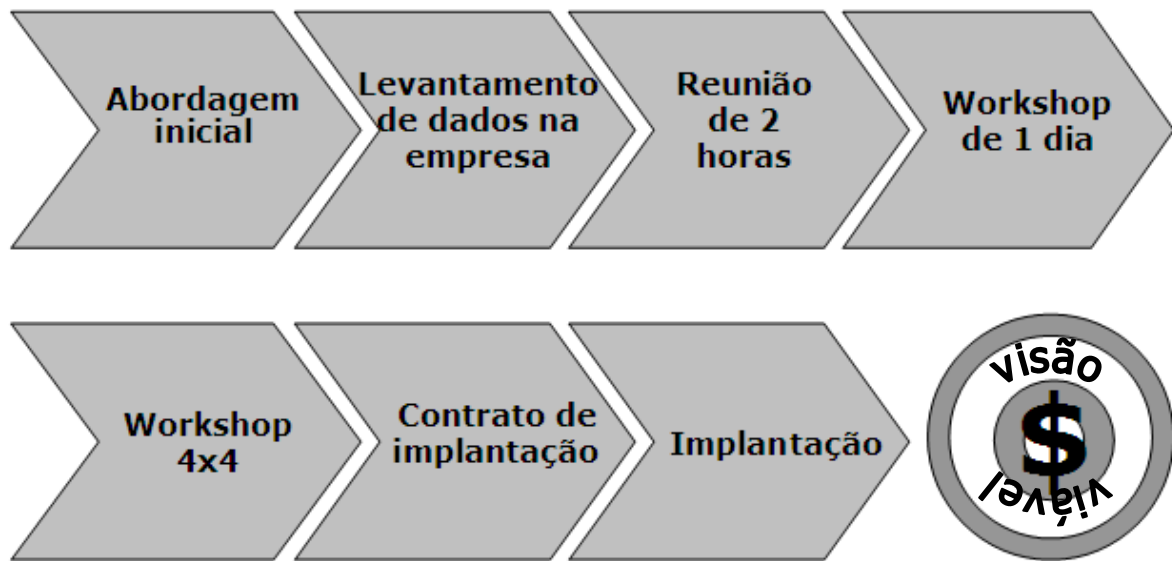 Abordagem
inicial
Levantamento
de dados na
empresa
Reunião
de 2
horas
Workshop
de 1 dia
Workshop
4x4
Contrato de
implantação
Implantação
visão
$
viável